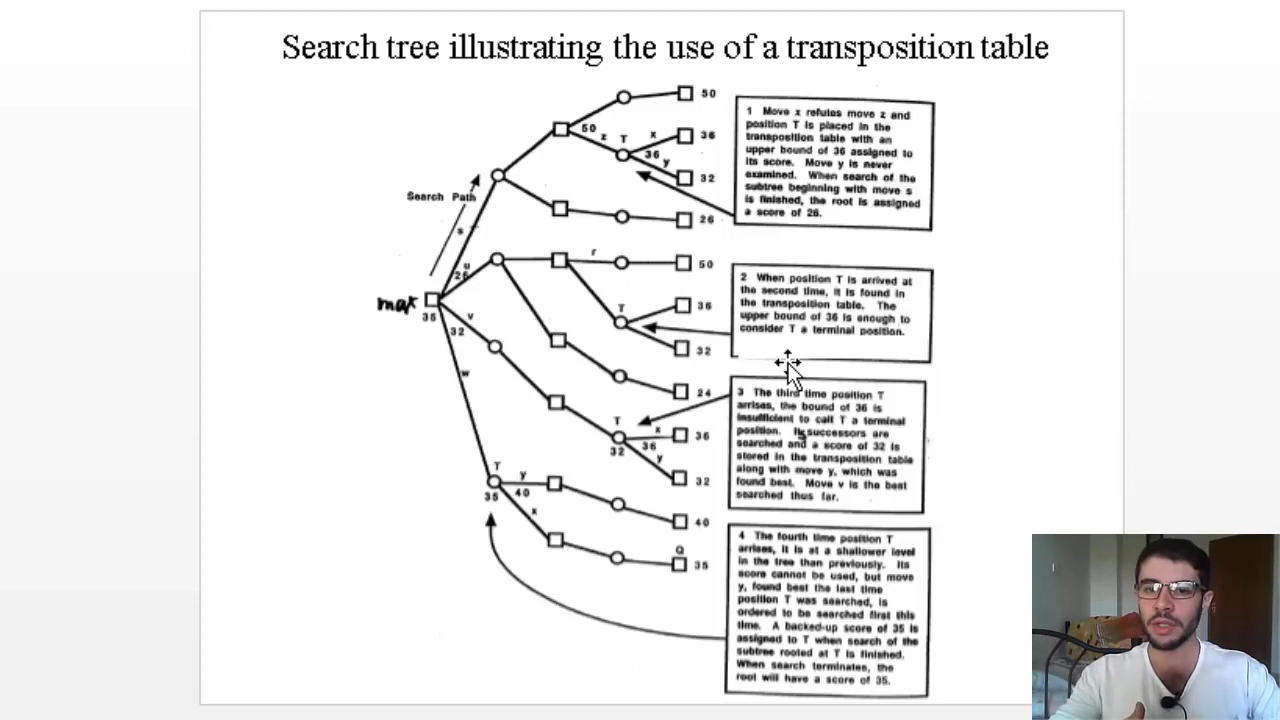 Search tree illustrating the use of a transposition table
50
50
z
T
x
36
36
y
32
Search Path
s
26
u
26
r
50
T
36
32
max
35
v
32
24
w
T
x
36
36
32
y
32
T
y
35
40
40
x
Q
35
1 Move x refutes move z and
position T is placed in the
transposition table with an
upper bound of 36 assigned to
its score. Move y is never
examined. When search of the
subtree beginning with move s
is finished, the root is assigned
a score of 26.
2 When position T is arrived at
the second time, it is found in
the transposition table. The
upper bound of 36 is enough to
consider T a terminal position.
3 The third time position T
arrives, the bound of 36 is
insufficient to call T a terminal
position. Its successors are
searched and a score of 32 is
stored in the transposition table
along with move y, which was
found best. Move v is the best
searched thus far.
4 The fourth time position T
arrises, it is at a shallower level
in the tree than previously. Its
score cannot be used, but move
y, found best the last time
position T was searched, is
ordered to be searched first this
time. A backed-up score of 35 is
assigned to T when search of the
subtree rooted at T is finished.
When search terminates, the
root will have a score of 35.